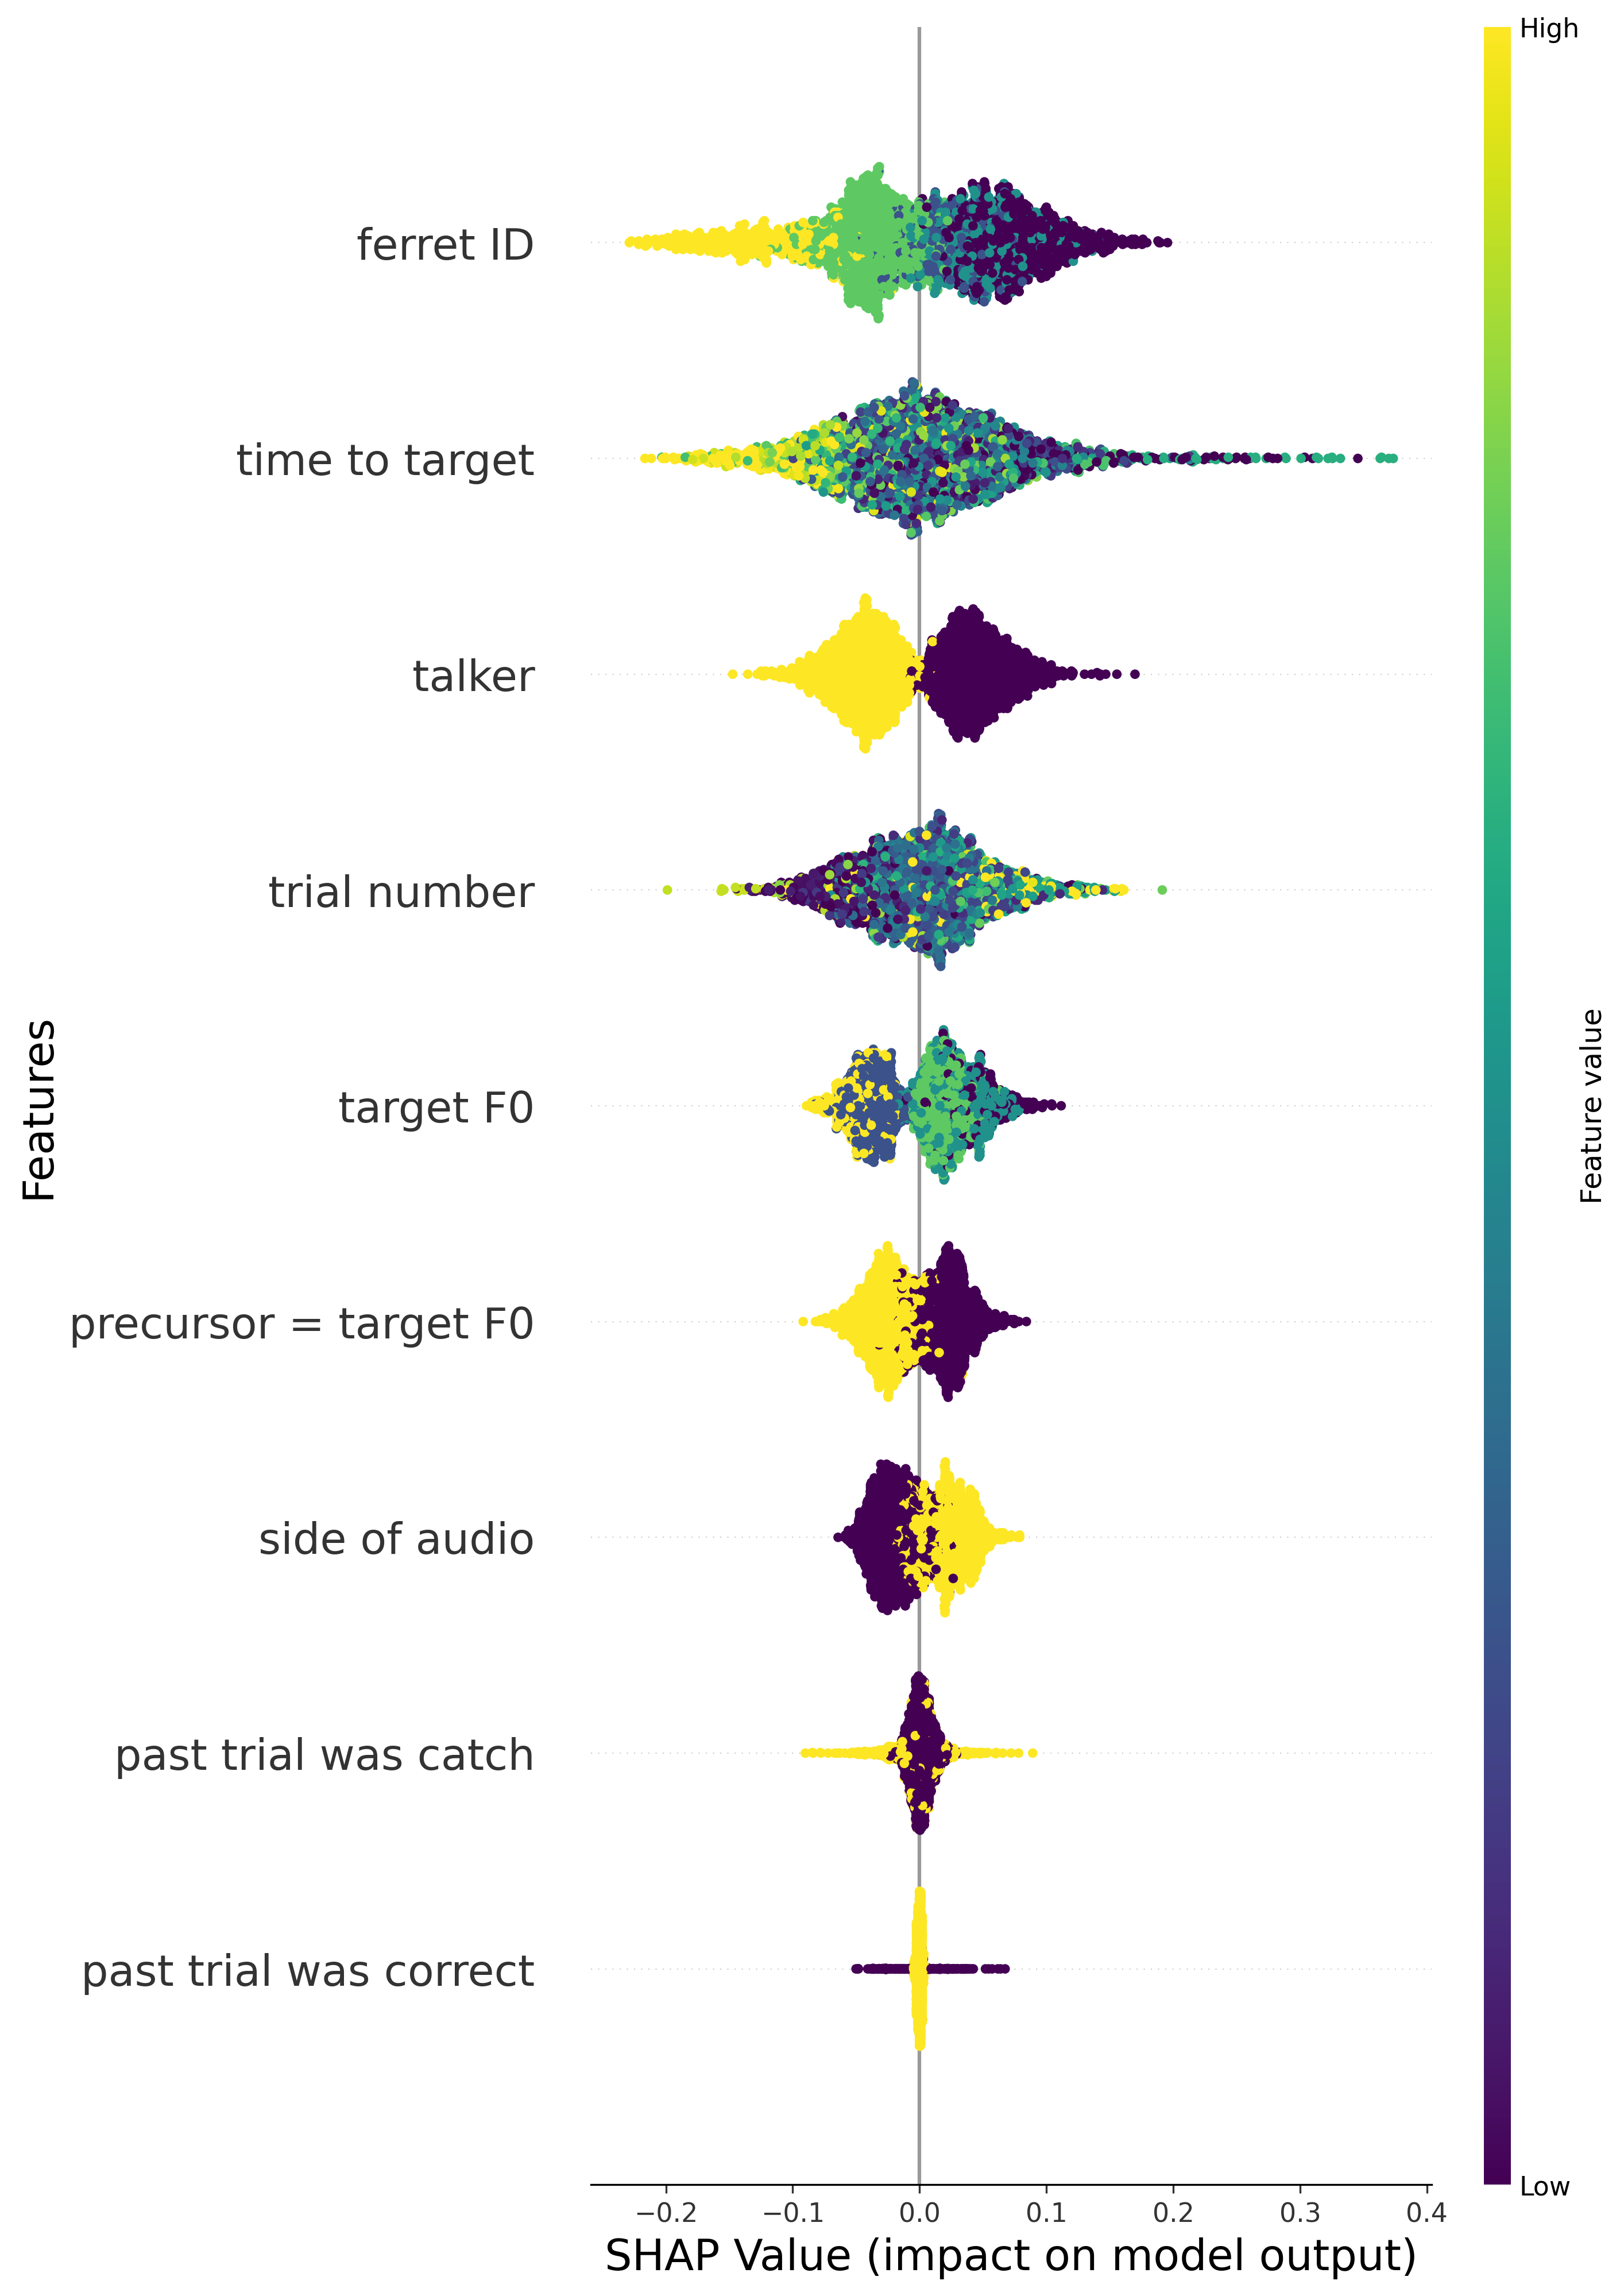 High
ferret ID
time to target
talker
trial number
target F0
precursor = target F0
side of audio
past trial was catch
past trial was correct
Features
Feature value
Low
−0.2 −0.1 0.0 0.1 0.2 0.3 0.4
SHAP Value (impact on model output)